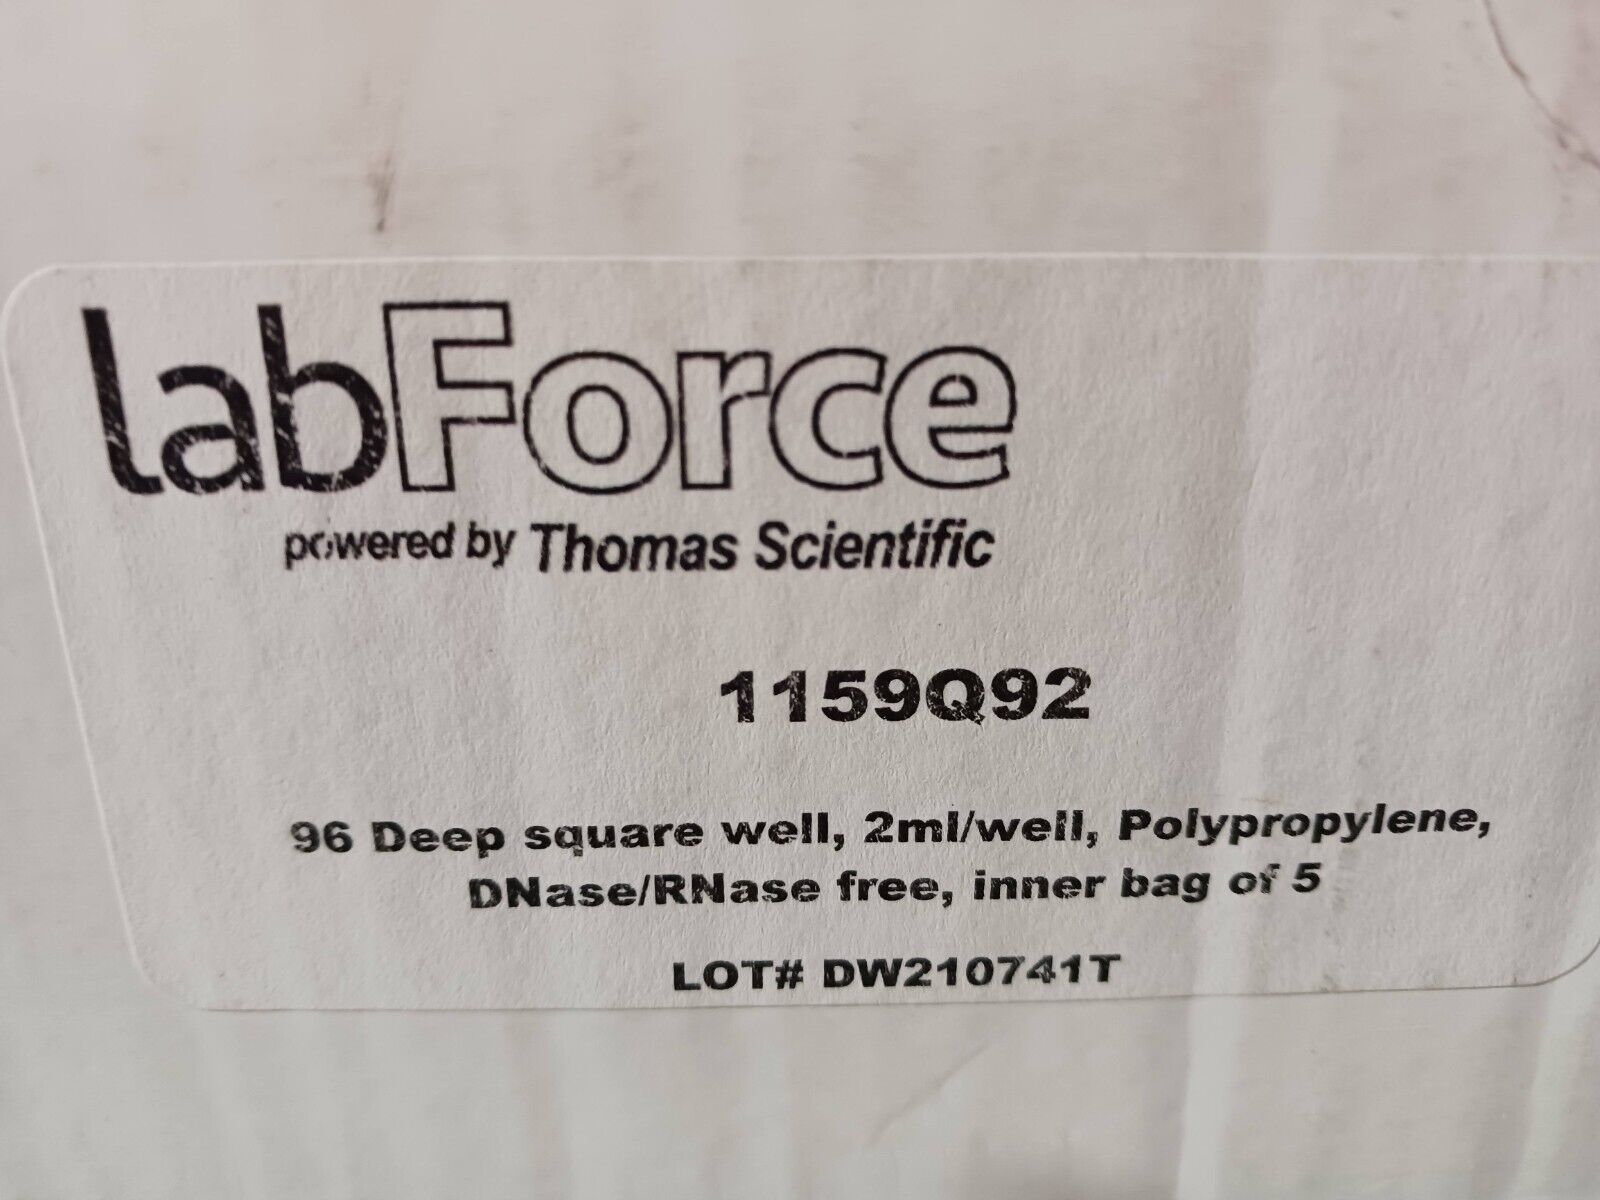 labForce
powered by Thomas Scientific
1159Q92
96 Deep square well, 2ml/well, Polypropylene,
DNase/RNase free, inner bag of 5
LOT# DW210741T